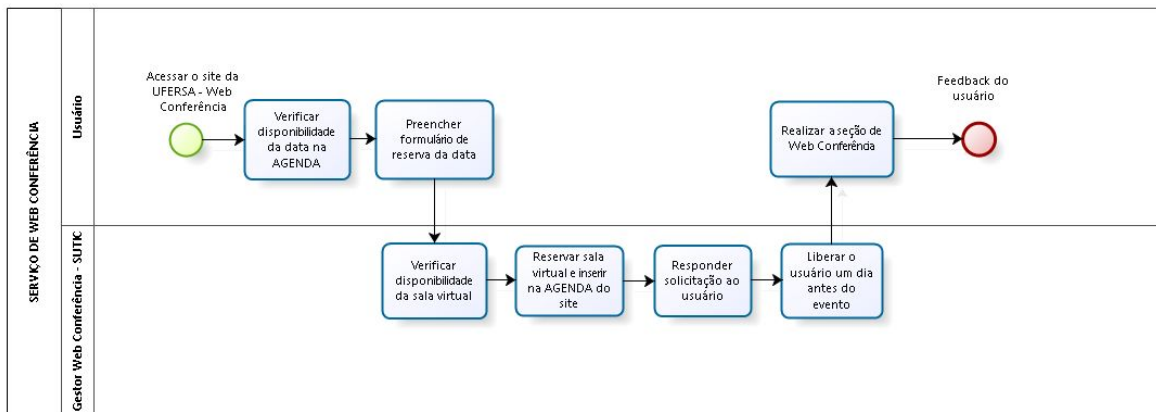 SERVIÇO DE WEB CONFERÊNCIA
Usuário
Acessar o site da
UFERSA - Web
Conferência
Verificar
disponibilidade
da data na
AGENDA
Preencher
formulário de
reserva da data
Realizar a seção de
Web Conferência
Feedback do
usuário
Gestor Web Conferência - SUTIC
Verificar
disponibilidade
da sala virtual
Reservar sala
virtual e inserir
na AGENDA do
site
Responder
solicitação ao
usuário
Liberar o
usuário um dia
antes do
evento